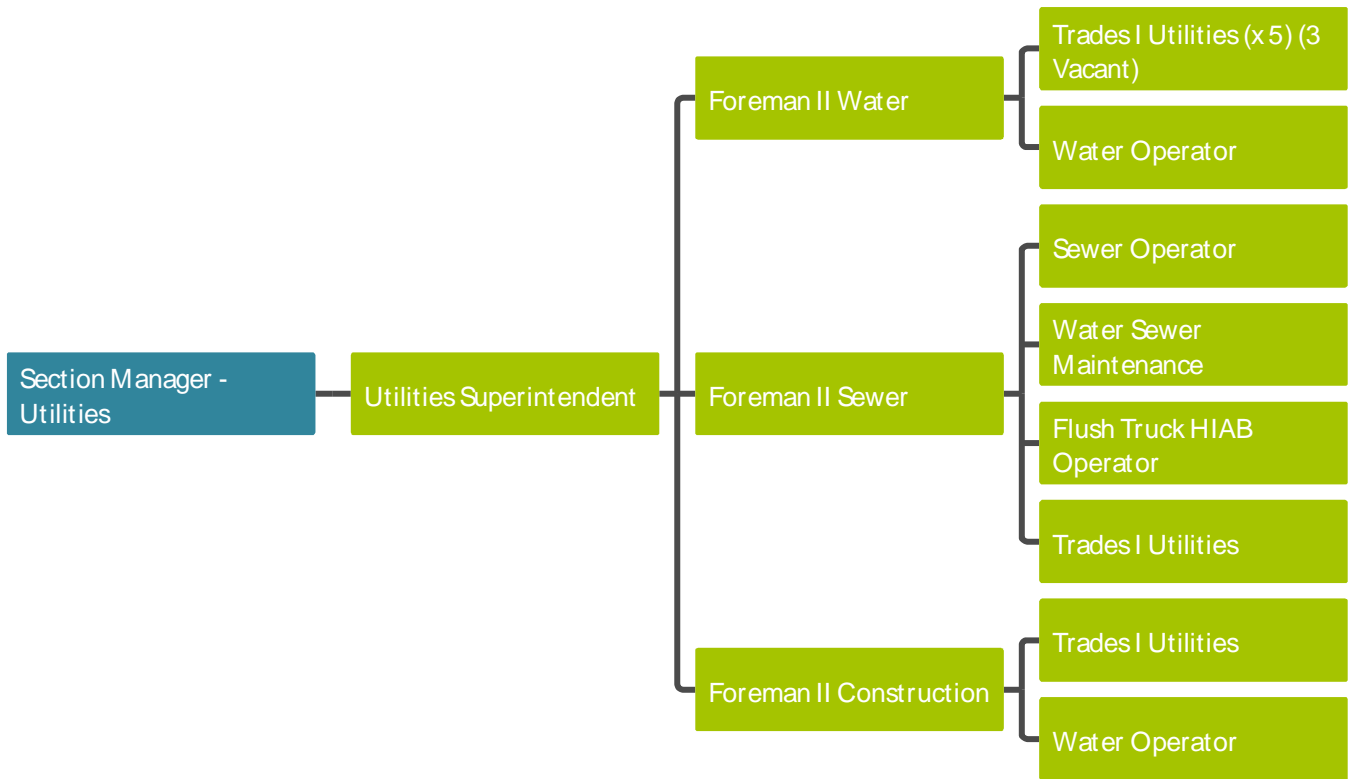 Trades I Utilities (x 5) (3
Vacant)
Foreman II Water
Water Operator
Sewer Operator
Water Sewer
Maintenance
Section Manager -
Utilities
Utilities Superintendent
Foreman II Sewer
Flush Truck HIAB
Operator
Trades I Utilities
Trades I Utilities
Foreman II Construction
Water Operator